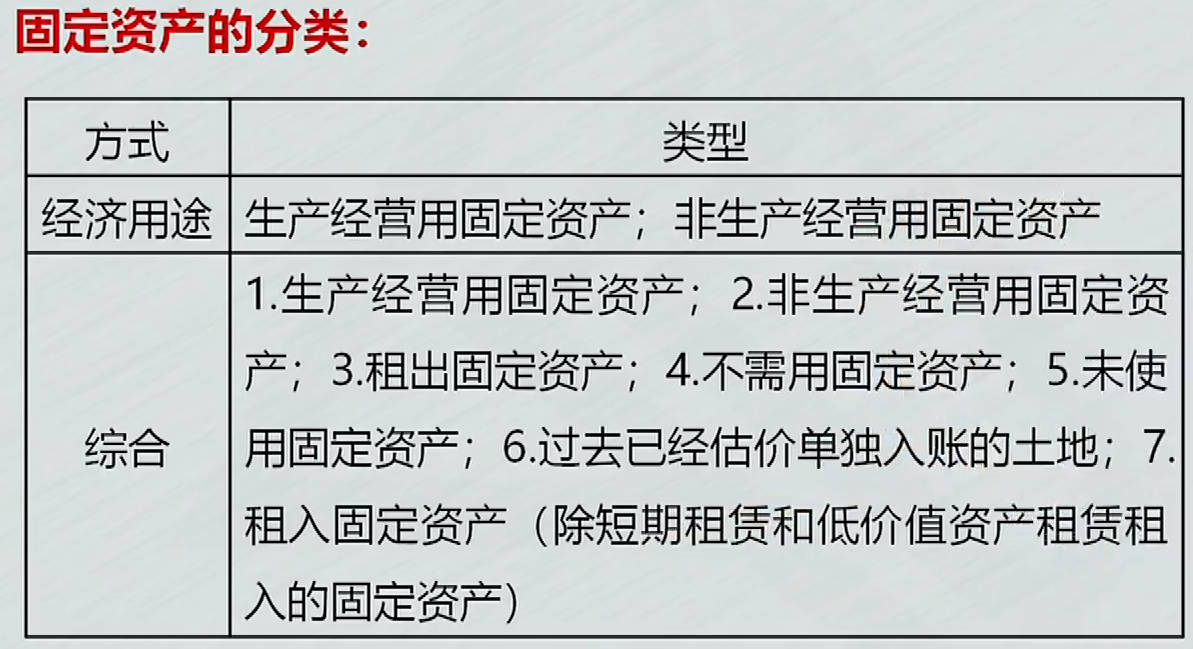 固定资产的分类：
方式
类型
经济用途
生产经营用固定资产；非生产经营用固定资产
综合
1.生产经营用固定资产；2.非生产经营用固定资
产；3.租出固定资产；4.不需用固定资产；5.未使
用固定资产；6.过去已经估价单独入账的土地；7.
租入固定资产（除短期租赁和低价值资产租赁租
入的固定资产）